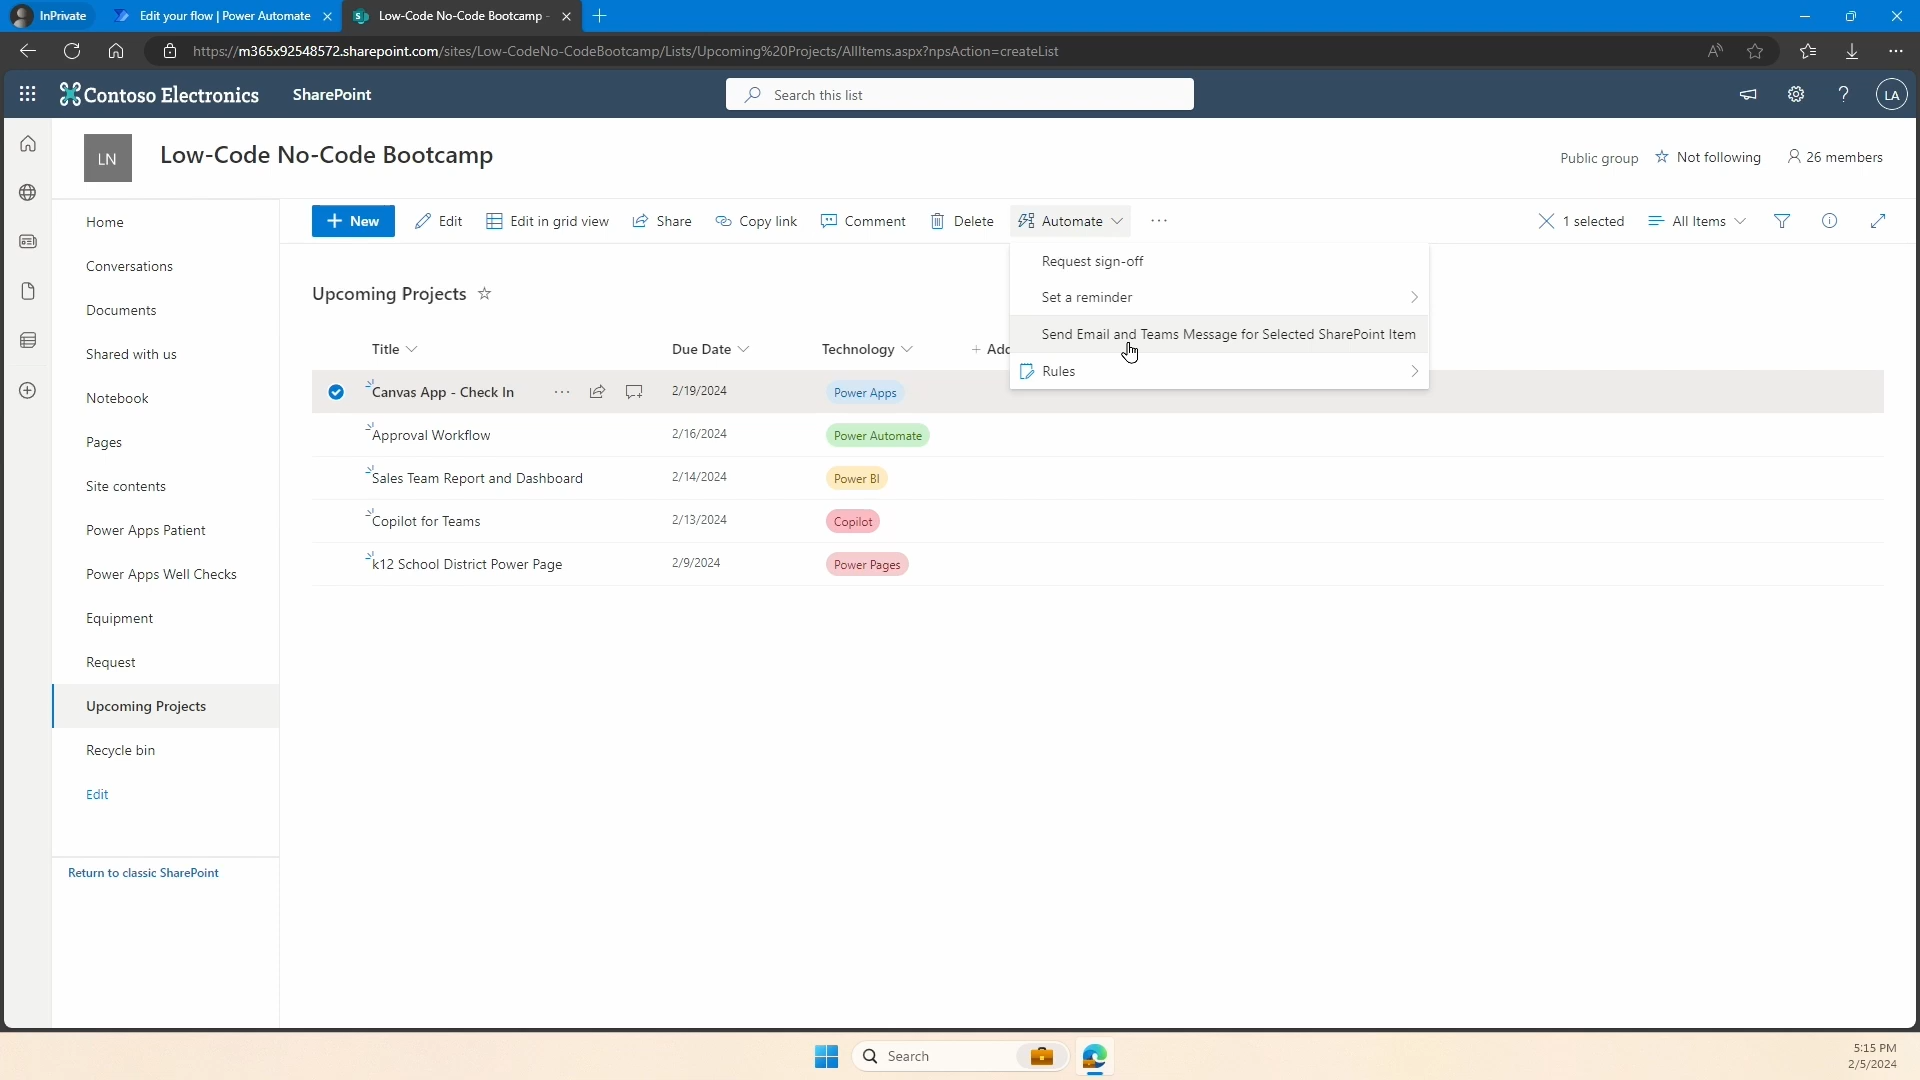 InPrivate
Edit your flow | Power Automate
Low-Code No-Code Bootcamp -
https://m365x92548572.sharepoint.com/sites/Low-CodeNo-CodeBootcamp/Lists/Upcoming%20Projects/AllItems.aspx?npsAction=createList
Contoso Electronics
SharePoint
Search this list
LA
LN
Low-Code No-Code Bootcamp
Public group
Not following
26 members
Home
Conversations
Documents
Shared with us
Notebook
Pages
Site contents
Power Apps Patient
Power Apps Well Checks
Equipment
Request
Upcoming Projects
Recycle bin
Edit
Return to classic SharePoint
+ New
Edit
Edit in grid view
Share
Copy link
Comment
Delete
Automate
...
1 selected
All Items
Request sign-off
Set a reminder
Send Email and Teams Message for Selected SharePoint Item
Rules
Upcoming Projects
Title
Due Date
Technology
+ Add
Canvas App - Check In
2/19/2024
Power Apps
Approval Workflow
2/16/2024
Power Automate
Sales Team Report and Dashboard
2/14/2024
Power BI
Copilot for Teams
2/13/2024
Copilot
k12 School District Power Page
2/9/2024
Power Pages
Search
5:15 PM
2/5/2024